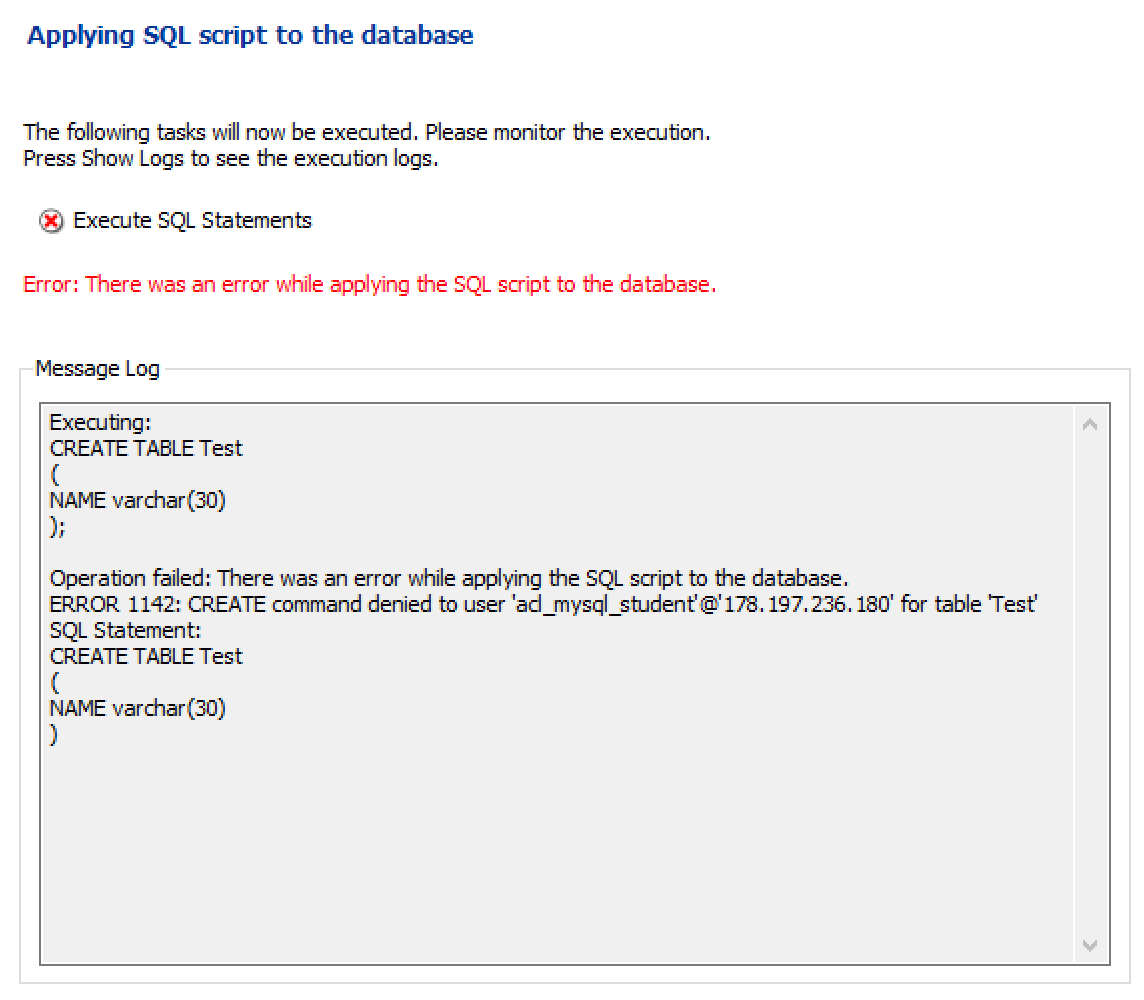 Applying SQL script to the database
The following tasks will now be executed. Please monitor the execution.
Press Show Logs to see the execution logs.
Execute SQL Statements
Error: There was an error while applying the SQL script to the database.
Message Log
Executing:
CREATE TABLE Test
(
NAME varchar(30)
);
Operation failed: There was an error while applying the SQL script to the database.
ERROR 1142: CREATE command denied to user 'acl_mysql_student'@'178.197.236.180' for table 'Test'
SQL Statement:
CREATE TABLE Test
(
NAME varchar(30)
)